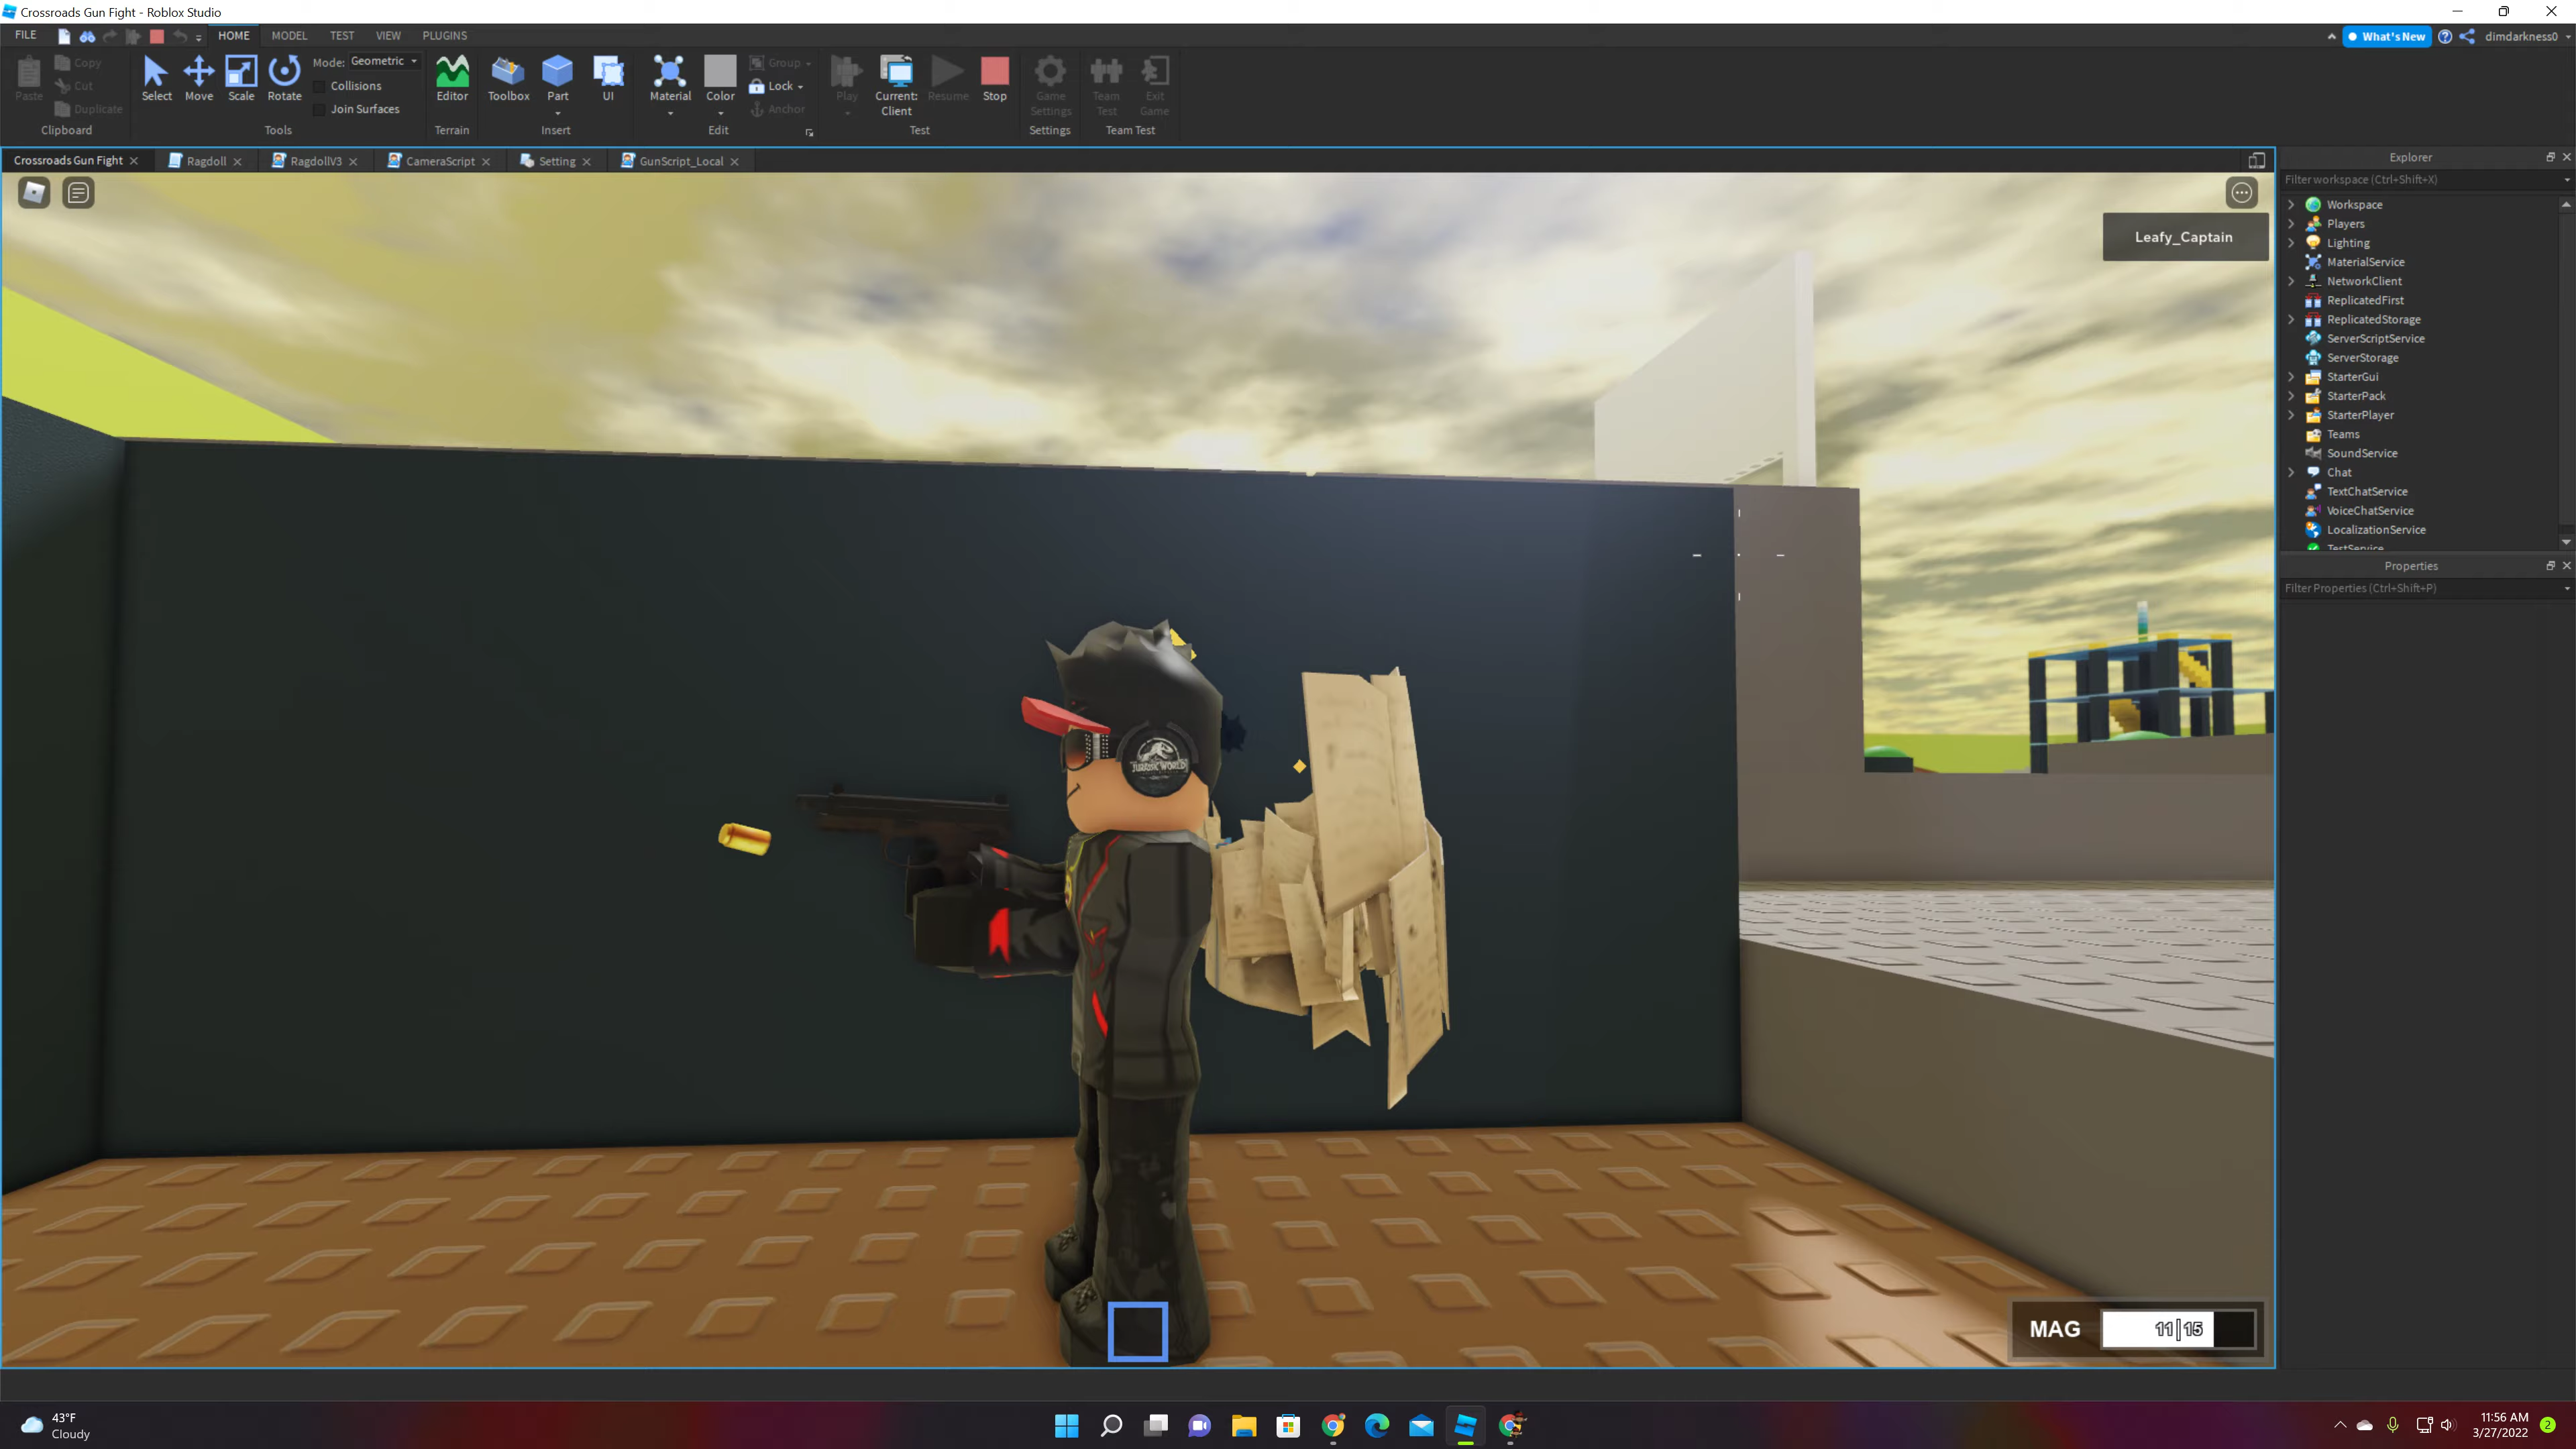 Crossroads Gun Fight - Roblox Studio
FILE HOME MODEL TEST VIEW PLUGINS What's New dimdarkness0
Paste Copy Cut Duplicate
Clipboard
Select Move Scale Rotate Mode: Geometric
Collisions
Join Surfaces
Tools
Editor
Terrain
Toolbox Part UI
Insert
Material Color Group Lock Anchor
Edit
Play Current: Client Resume Stop
Test
Game Settings
Settings
Team Test Exit Game
Team Test
Crossroads Gun Fight Ragdoll RagdollV3 CameraScript Setting GunScript_Local
Leafy_Captain
JURASSIC WORLD
MAG 11|15
Explorer
Filter workspace (Ctrl+Shift+X)
Workspace
Players
Lighting
MaterialService
NetworkClient
ReplicatedFirst
ReplicatedStorage
ServerScriptService
ServerStorage
StarterGui
StarterPack
StarterPlayer
Teams
SoundService
Chat
TextChatService
VoiceChatService
LocalizationService
TestService
Properties
Filter Properties (Ctrl+Shift+P)
43°F
Cloudy
11:56 AM
3/27/2022
2